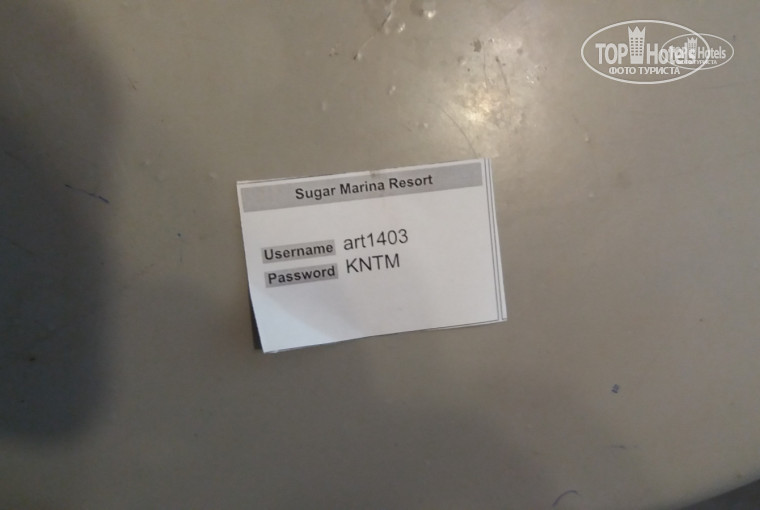 TOP Hotels
ФОТО ТУРИСТА
Sugar Marina Resort
Username art1403
Password KNTM